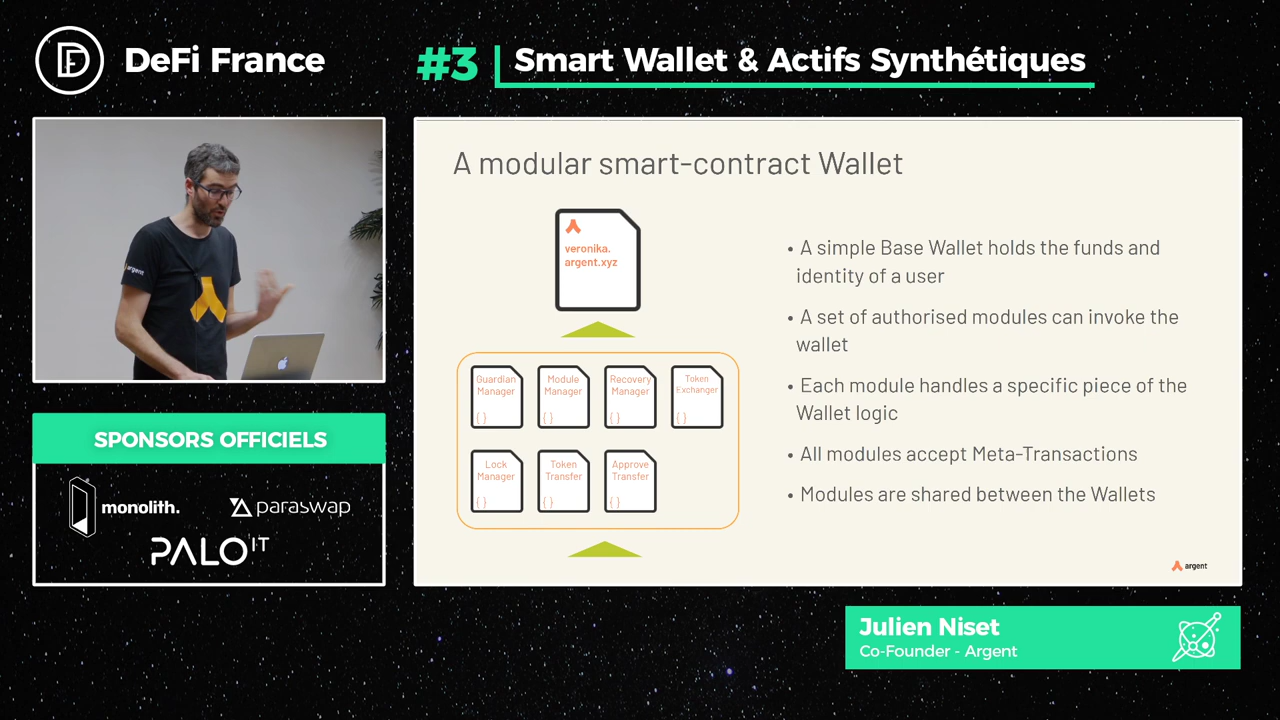 DeFi France
#3 Smart Wallet & Actifs Synthétiques
argent
SPONSORS OFFICIELS
monolith.
paraswap
PALO IT
A modular smart-contract Wallet
veronika.
argent.xyz
Guardian
Manager
{ }
Module
Manager
{ }
Recovery
Manager
{ }
Token
Exchanger
{ }
Lock
Manager
{ }
Token
Transfer
{ }
Approve
Transfer
{ }
• A simple Base Wallet holds the funds and
identity of a user
• A set of authorised modules can invoke the
wallet
• Each module handles a specific piece of the
Wallet logic
• All modules accept Meta-Transactions
• Modules are shared between the Wallets
argent
Julien Niset
Co-Founder - Argent